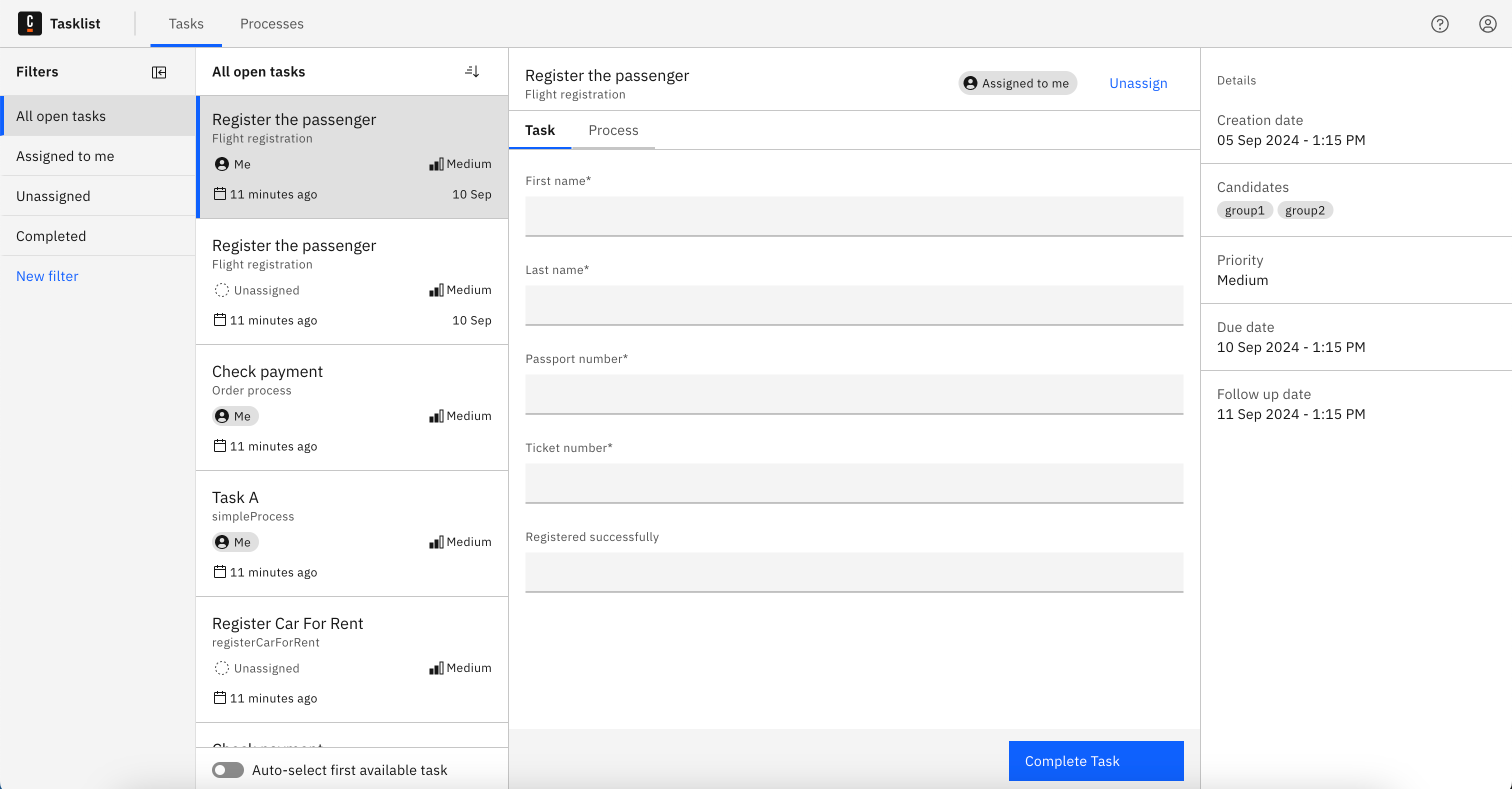 Tasklist
Tasks
Processes
Filters
All open tasks
Assigned to me
Unassigned
Completed
New filter
All open tasks
Register the passenger
Flight registration
Me
Medium
11 minutes ago
10 Sep
Register the passenger
Flight registration
Unassigned
Medium
11 minutes ago
10 Sep
Check payment
Order process
Me
Medium
11 minutes ago
Task A
simpleProcess
Me
Medium
11 minutes ago
Register Car For Rent
registerCarForRent
Unassigned
Medium
11 minutes ago
Check payment
Auto-select first available task
Register the passenger
Flight registration
Assigned to me
Unassign
Task
Process
First name*
Last name*
Passport number*
Ticket number*
Registered successfully
Complete Task
Details
Creation date
05 Sep 2024 - 1:15 PM
Candidates
group1 group2
Priority
Medium
Due date
10 Sep 2024 - 1:15 PM
Follow up date
11 Sep 2024 - 1:15 PM